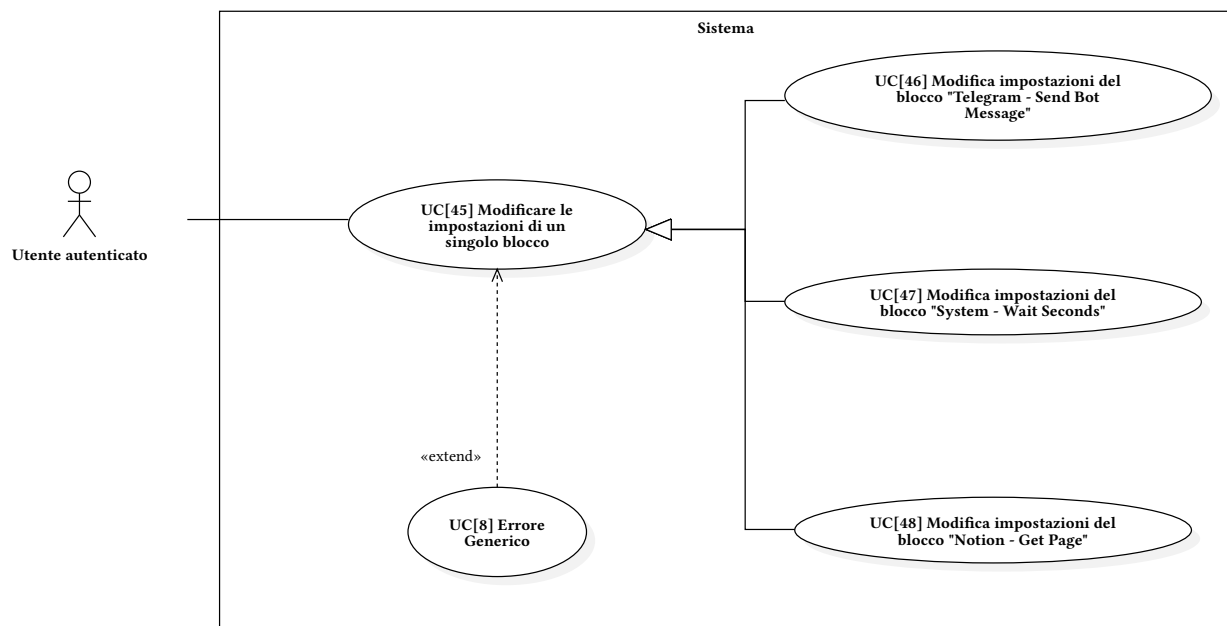 Sistema
UC[46] Modifica impostazioni del
blocco "Telegram - Send Bot
Message"
UC[45] Modificare le
impostazioni di un
singolo blocco
Utente autenticato
UC[47] Modifica impostazioni del
blocco "System - Wait Seconds"
«extend»
UC[8] Errore
Generico
UC[48] Modifica impostazioni del
blocco "Notion - Get Page"